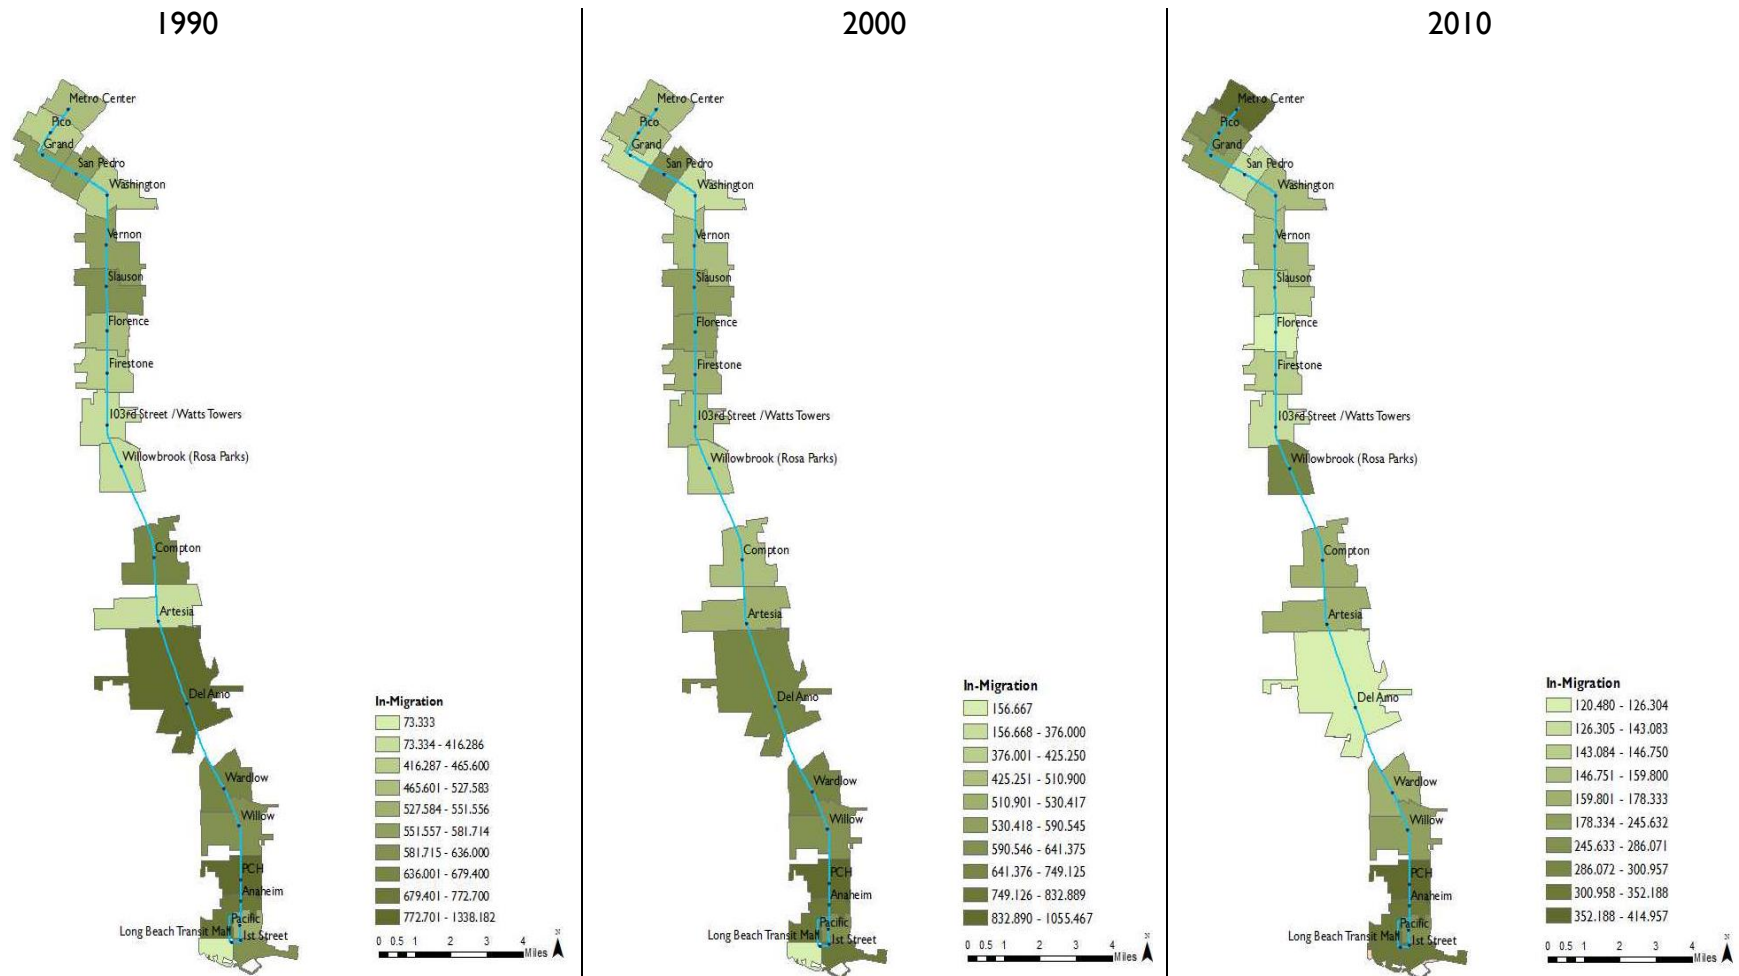 1990
Metro Center
Pico
Grand
San Pedro
Washington
Vernon
Slauson
Florence
Firestone
103rd Street /Watts Towers
Willowbrook (Rosa Parks)
Compton
Artesia
Del Amo
Wardlow
Willow
PCH
Anaheim
Pacific
Long Beach Transit Mall
1st Street
In-Migration
73.333
73.334 - 416.286
416.287 - 465.600
465.601 - 527.583
527.584 - 551.556
551.557 - 581.714
581.715 - 636.000
636.001 - 679.400
679.401 - 772.700
772.701 - 1338.182
0 0.5 1 2 3 4
Miles
N
2000
Metro Center
Pico
Grand
San Pedro
Washington
Vernon
Slauson
Florence
Firestone
103rd Street /Watts Towers
Willowbrook (Rosa Parks)
Compton
Artesia
Del Amo
Wardlow
Willow
PCH
Anaheim
Pacific
Long Beach Transit Mall
1st Street
In-Migration
156.667
156.668 - 376.000
376.001 - 425.250
425.251 - 510.900
510.901 - 530.417
530.418 - 590.545
590.546 - 641.375
641.376 - 749.125
749.126 - 832.889
832.890 - 1055.467
0 0.5 1 2 3 4
Miles
N
2010
Metro Center
Pico
Grand
San Pedro
Washington
Vernon
Slauson
Florence
Firestone
103rd Street /Watts Towers
Willowbrook (Rosa Parks)
Compton
Artesia
Del Amo
Wardlow
Willow
PCH
Anaheim
Pacific
Long Beach Transit Mall
1st Street
In-Migration
120.480 - 126.304
126.305 - 143.083
143.084 - 146.750
146.751 - 159.800
159.801 - 178.333
178.334 - 245.632
245.633 - 286.071
286.072 - 300.957
300.958 - 352.188
352.188 - 414.957
0 0.5 1 2 3 4
Miles
N